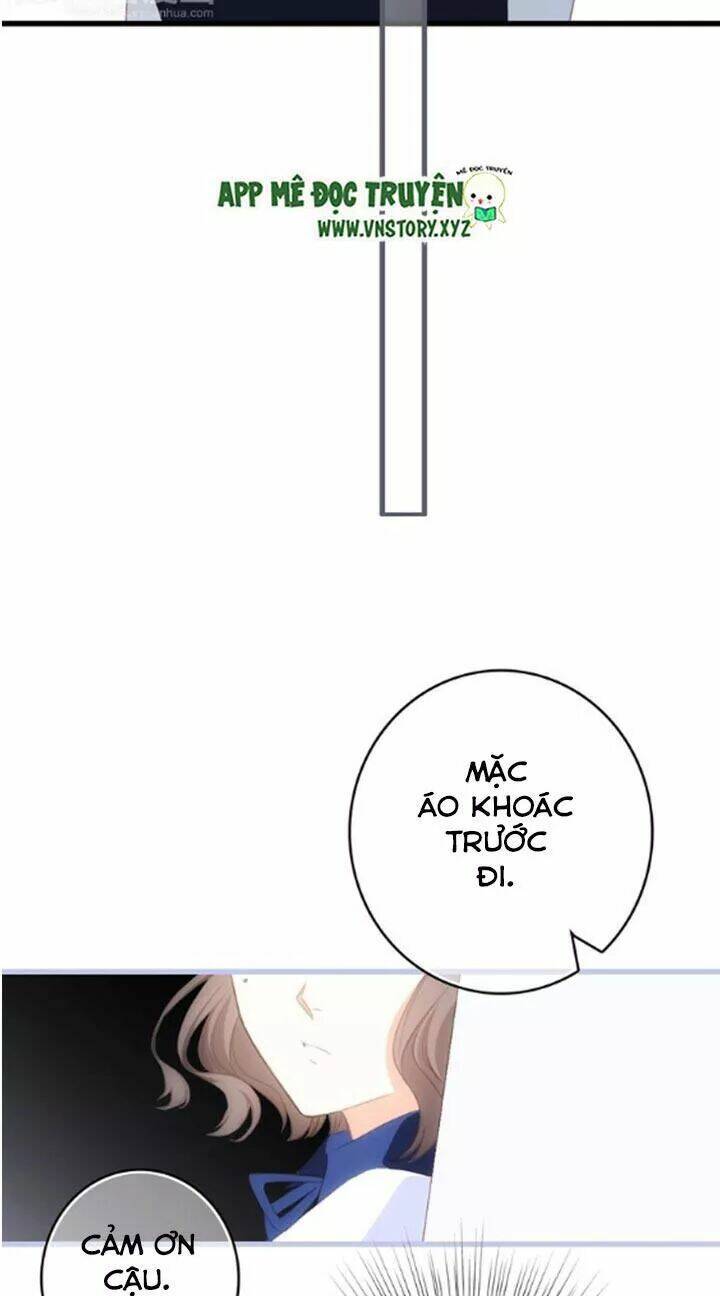 MÊ ĐỌC TRUYỆN
APP MÊ ĐỌC TRUYỆN
WWW.VNSTORY.XYZ
MẶC
ÁO KHOÁC
TRƯỚC
ĐI.
CẢM ƠN
CẬU.